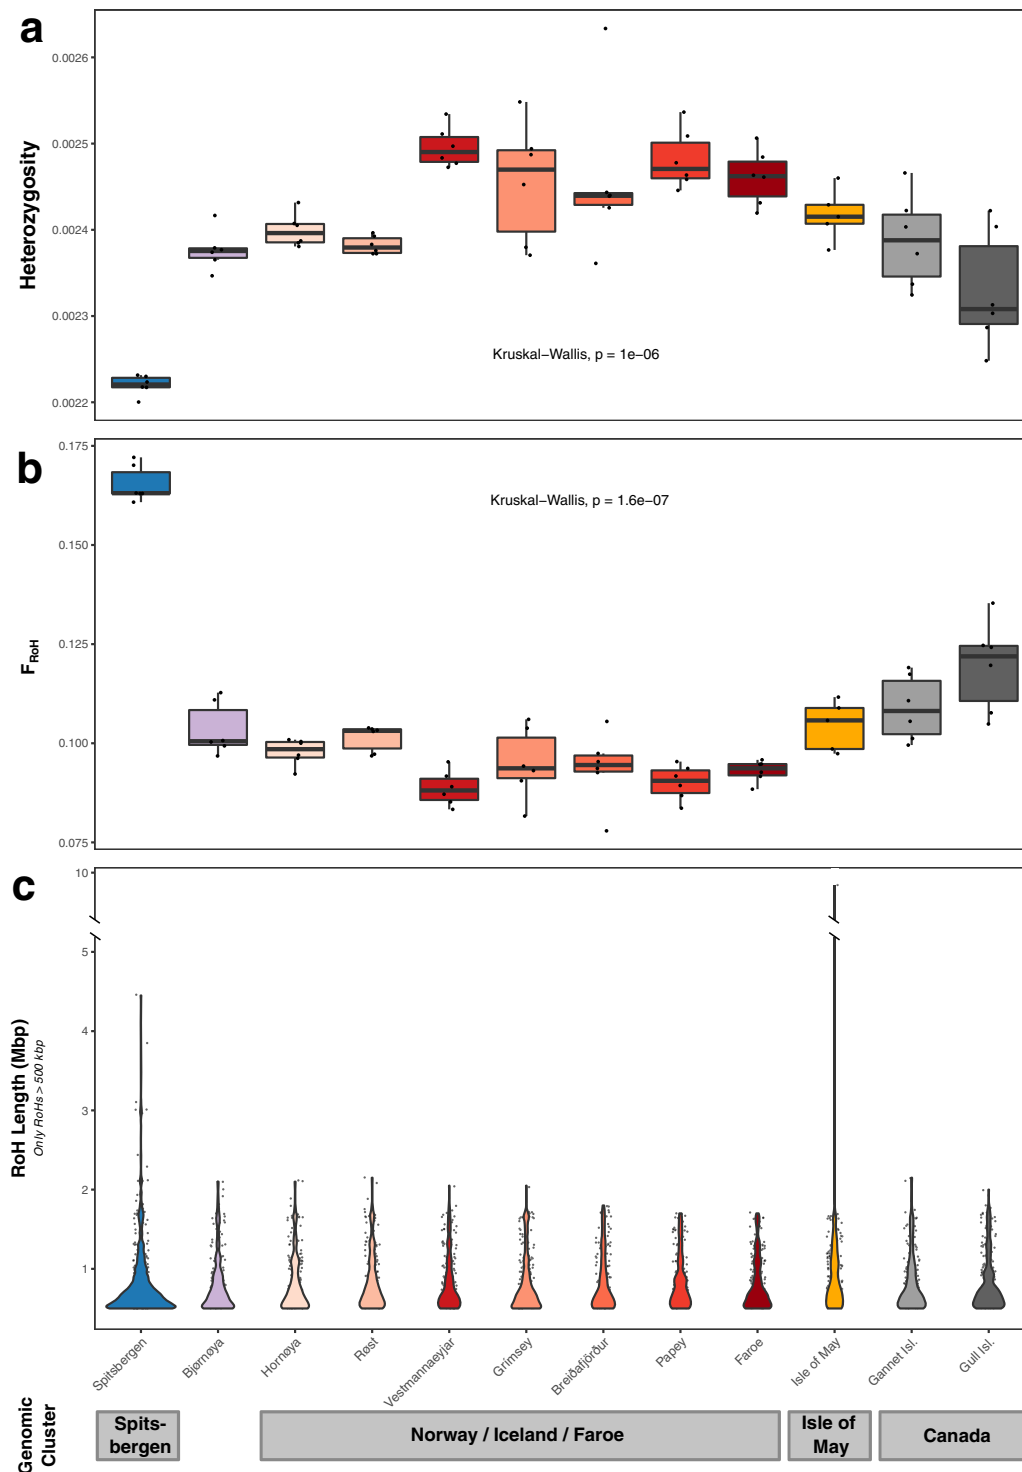 a
0.0026
0.0025
0.0024
0.0023
0.0022
Heterozygosity
Kruskal−Wallis, p = 1e−06
b
0.175
0.150
0.125
0.100
0.075
FRoH
Kruskal−Wallis, p = 1.6e−07
c
10
5
4
3
2
1
RoH Length (Mbp)
Only RoHs > 500 kbp
Spitsbergen
Bjørnøya
Hornøya
Røst
Vestmannaeyjar
Grimsey
Breiðafjörður
Papey
Faroe
Isle of May
Gannet Isl.
Gull Isl.
Genomic
Cluster
Spits-
bergen
Norway / Iceland / Faroe
Isle of
May
Canada